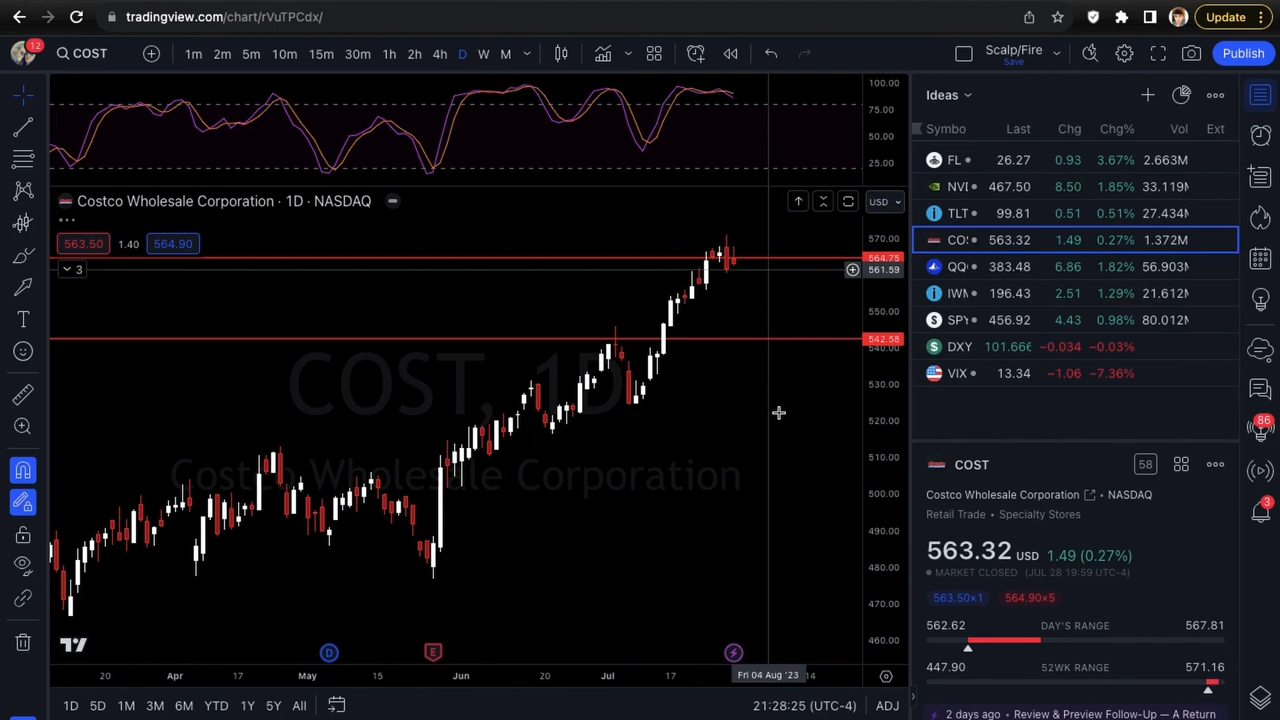 tradingview.com/chart/rVuTPCdx/
Update
12
COST
1m 2m 5m 10m 15m 30m 1h 2h 4h D W M
Scalp/Fire
Save
Publish
100.00
75.00
50.00
25.00
Costco Wholesale Corporation · 1D · NASDAQ
USD
563.50 1.40 564.90
3
570.00
564.75
561.59
550.00
542.58
540.00
530.00
520.00
510.00
500.00
490.00
480.00
470.00
460.00
COST, 1D
Costco Wholesale Corporation
D
E
20 Apr 17 May 15 Jun 20 Jul 17 Fri 04 Aug '23 14
1D 5D 1M 3M 6M YTD 1Y 5Y All
21:28:25 (UTC-4) ADJ
Ideas
Symbo Last Chg Chg% Vol Ext
FL 26.27 0.93 3.67% 2.663M
NVI 467.50 8.50 1.85% 33.119M
TLT 99.81 0.51 0.51% 27.434M
COS 563.32 1.49 0.27% 1.372M
QQ 383.48 6.86 1.82% 56.903M
IWM 196.43 2.51 1.29% 21.612M
SPY 456.92 4.43 0.98% 80.012M
DXY 101.666 −0.034 −0.03%
VIX 13.34 −1.06 −7.36%
COST
58
Costco Wholesale Corporation • NASDAQ
Retail Trade • Specialty Stores
563.32 USD 1.49 (0.27%)
MARKET CLOSED (JUL 28 19:59 UTC-4)
563.50×1 564.90×5
562.62 DAY'S RANGE 567.81
447.90 52WK RANGE 571.16
2 days ago • Review & Preview Follow-Up — A Return
86
3